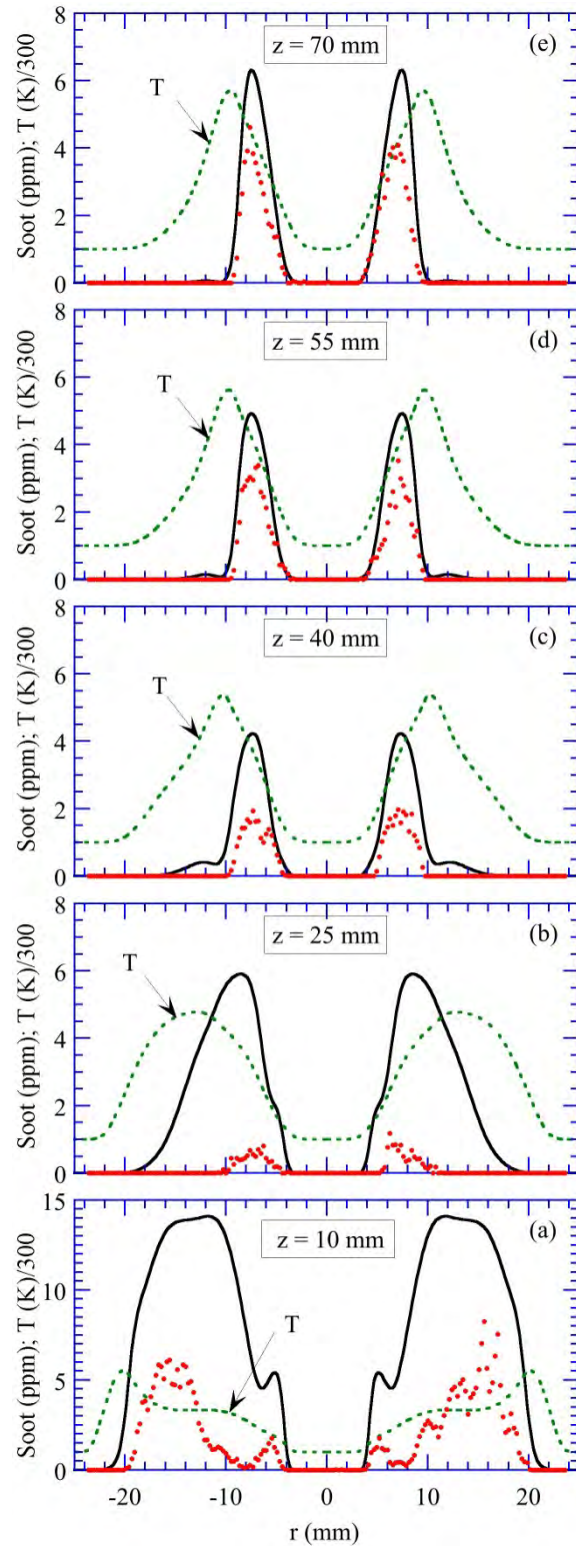 8
6
4
2
0
Soot (ppm); T (K)/300
z = 70 mm
(e)
T
8
6
4
2
0
Soot (ppm); T (K)/300
z = 55 mm
(d)
T
8
6
4
2
0
Soot (ppm); T (K)/300
z = 40 mm
(c)
T
8
6
4
2
0
Soot (ppm); T (K)/300
z = 25 mm
(b)
T
15
10
5
0
Soot (ppm); T (K)/300
z = 10 mm
(a)
T
-20 -10 0 10 20
r (mm)